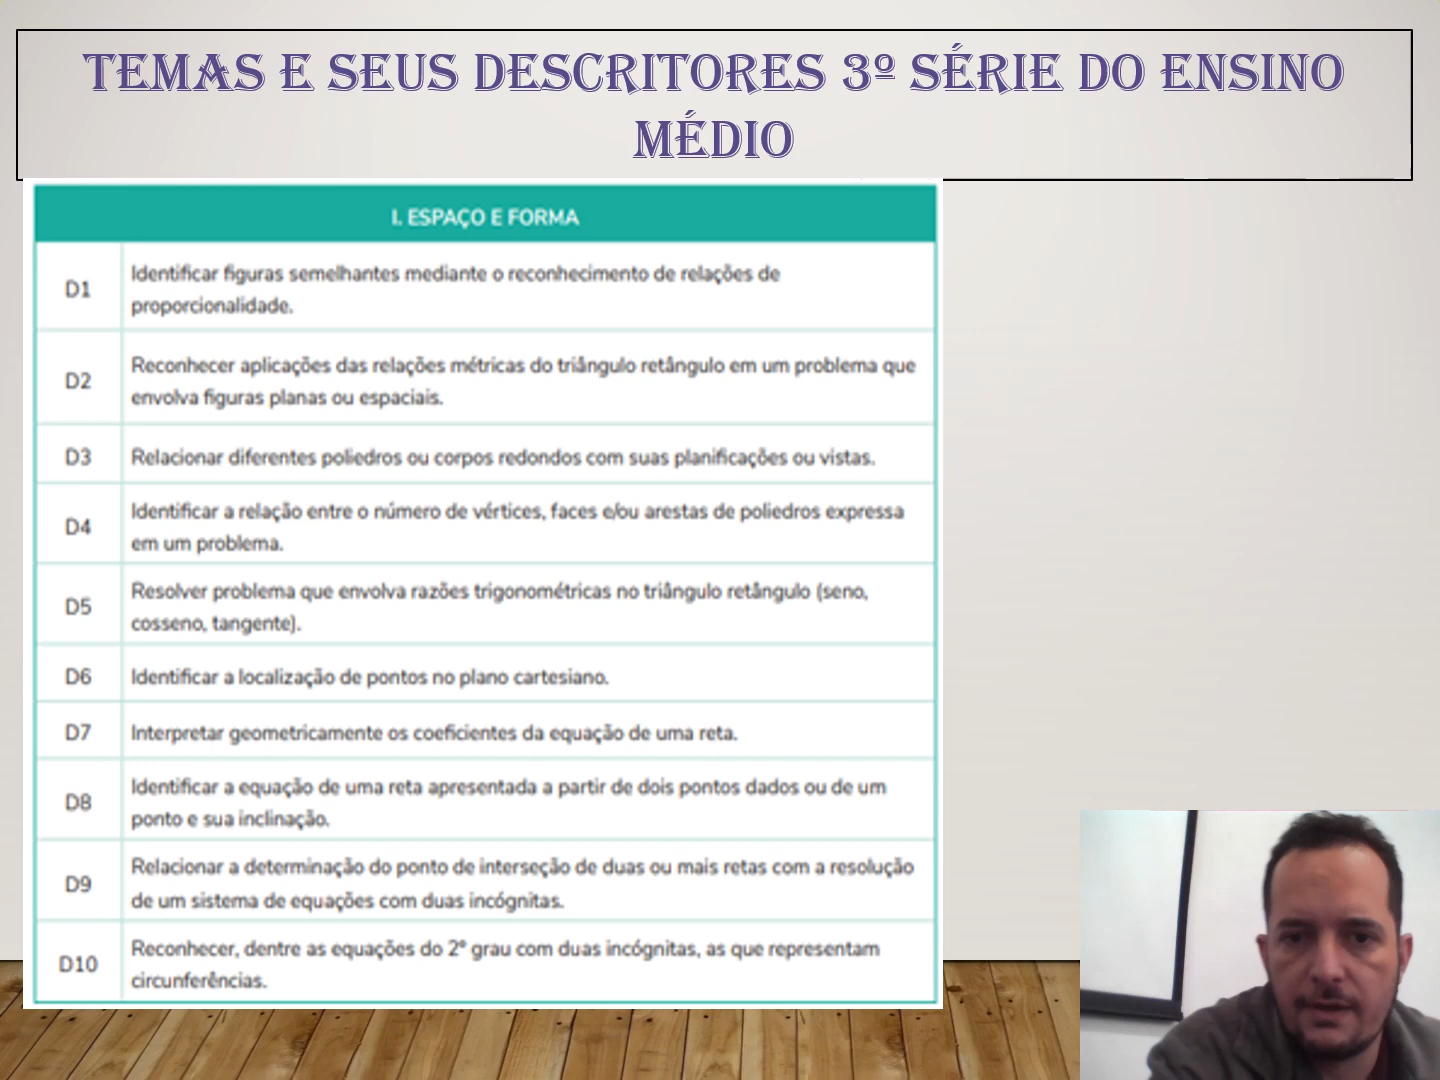 TEMAS E SEUS DESCRITORES 3º SÉRIE DO ENSINO
MÉDIO
I. ESPAÇO E FORMA
D1
Identificar figuras semelhantes mediante o reconhecimento de relações de
proporcionalidade.
D2
Reconhecer aplicações das relações métricas do triângulo retângulo em um problema que
envolva figuras planas ou espaciais.
D3
Relacionar diferentes poliedros ou corpos redondos com suas planificações ou vistas.
D4
Identificar a relação entre o número de vértices, faces e/ou arestas de poliedros expressa
em um problema.
D5
Resolver problema que envolva razões trigonométricas no triângulo retângulo (seno,
cosseno, tangente).
D6
Identificar a localização de pontos no plano cartesiano.
D7
Interpretar geometricamente os coeficientes da equação de uma reta.
D8
Identificar a equação de uma reta apresentada a partir de dois pontos dados ou de um
ponto e sua inclinação.
D9
Relacionar a determinação do ponto de interseção de duas ou mais retas com a resolução
de um sistema de equações com duas incógnitas.
D10
Reconhecer, dentre as equações do 2º grau com duas incógnitas, as que representam
circunferências.